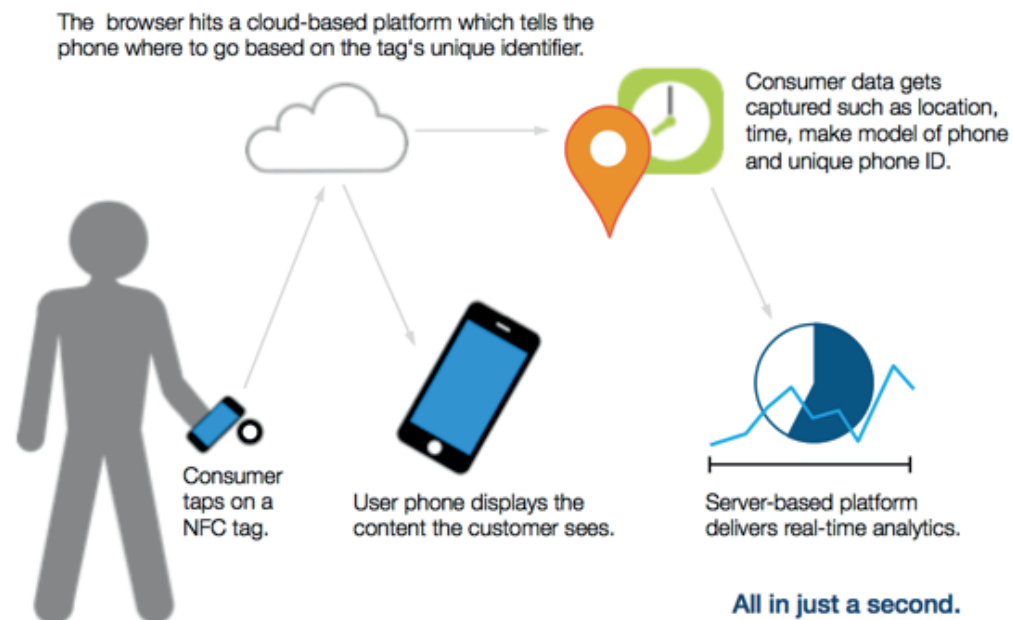 The browser hits a cloud-based platform which tells the
phone where to go based on the tag's unique identifier.
Consumer data gets
captured such as location,
time, make model of phone
and unique phone ID.
Consumer
taps on a
NFC tag.
User phone displays the
content the customer sees.
Server-based platform
delivers real-time analytics.
All in just a second.